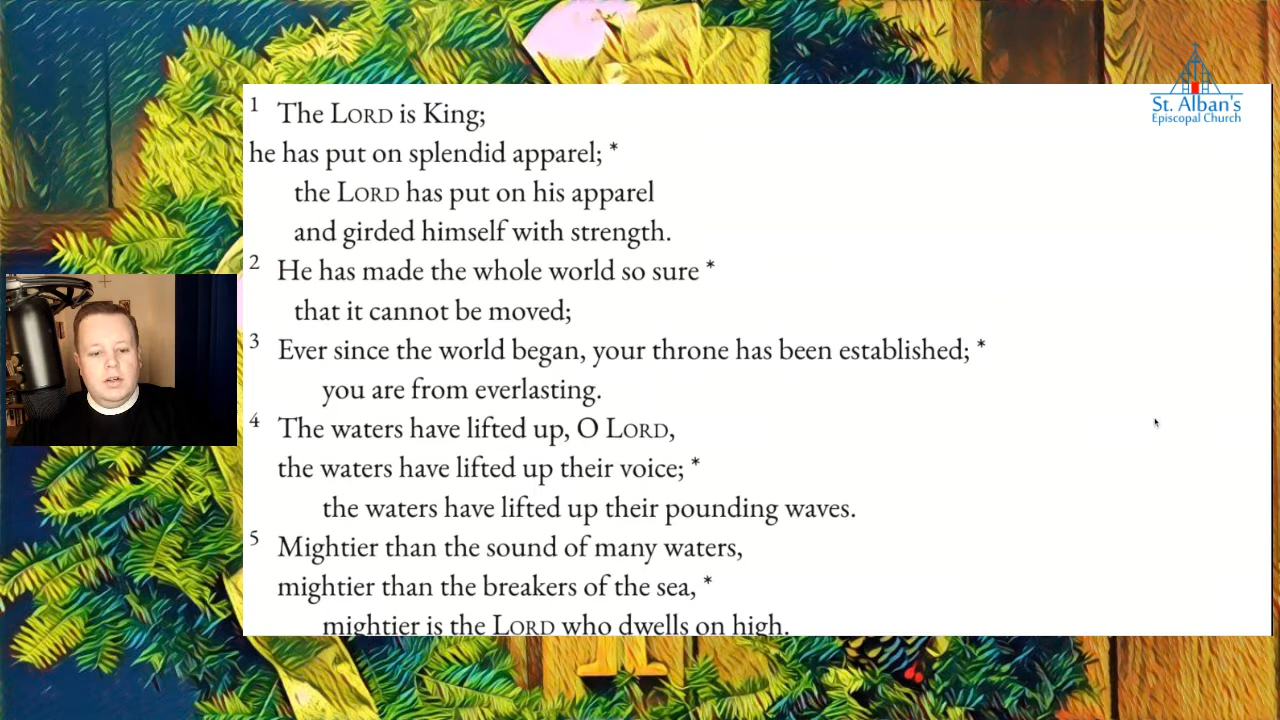 St. Alban's
Episcopal Church
1 The LORD is King;
he has put on splendid apparel; *
the LORD has put on his apparel
and girded himself with strength.
2 He has made the whole world so sure *
that it cannot be moved;
3 Ever since the world began, your throne has been established; *
you are from everlasting.
4 The waters have lifted up, O LORD,
the waters have lifted up their voice; *
the waters have lifted up their pounding waves.
5 Mightier than the sound of many waters,
mightier than the breakers of the sea, *
mightier is the LORD who dwells on high.